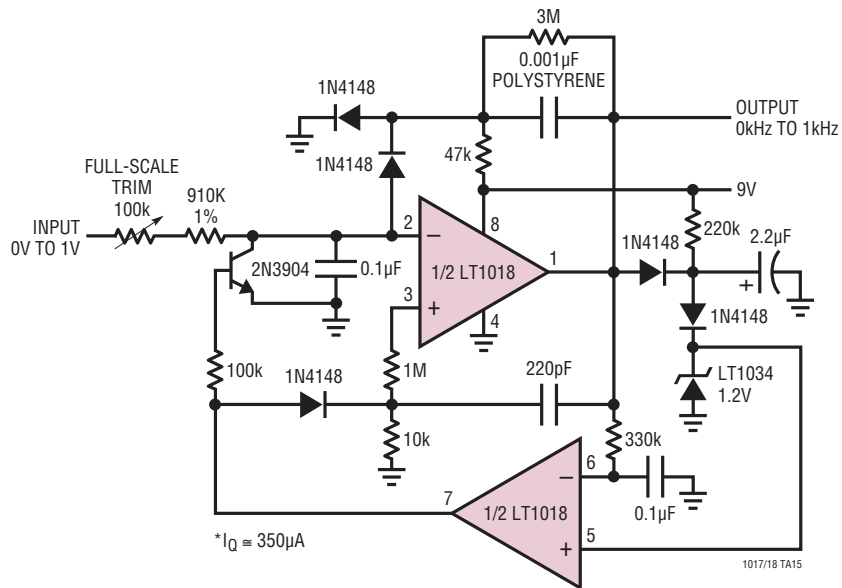 3M
0.001µF
POLYSTYRENE
1N4148
OUTPUT
0kHz TO 1kHz
1N4148
47k
FULL-SCALE
TRIM
100k
910K
1%
9V
INPUT
0V TO 1V
2
8
220k
1N4148
2.2µF
2N3904
0.1µF
–
1/2 LT1018
1
+
3
+
4
1N4148
100k
1N4148
1M
220pF
LT1034
1.2V
10k
330k
6
–
7
1/2 LT1018
0.1µF
*IQ ≅ 350µA
5
+
1017/18 TA15